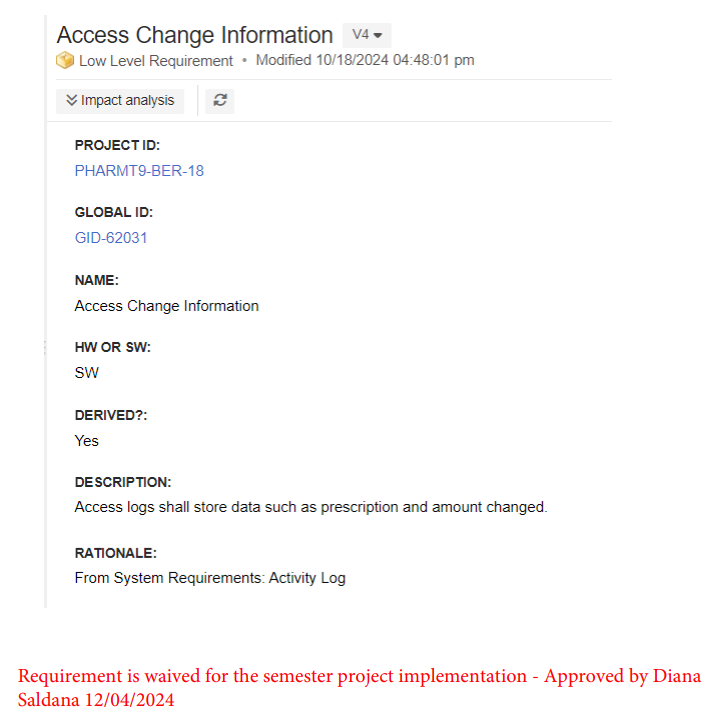 Access Change Information V4
Low Level Requirement • Modified 10/18/2024 04:48:01 pm
Impact analysis
PROJECT ID:
PHARMT9-BER-18
GLOBAL ID:
GID-62031
NAME:
Access Change Information
HW OR SW:
SW
DERIVED?:
Yes
DESCRIPTION:
Access logs shall store data such as prescription and amount changed.
RATIONALE:
From System Requirements: Activity Log
Requirement is waived for the semester project implementation - Approved by Diana
Saldana 12/04/2024